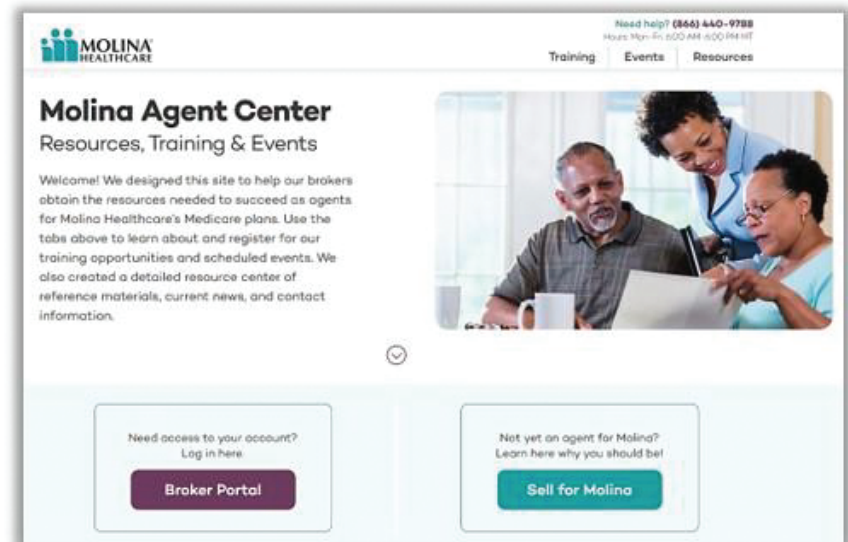 Need help? (866) 440-9788
Hours: Mon-Fri 6:00 AM-6:00 PM MT
MOLINA
HEALTHCARE
Training
Events
Resources
Molina Agent Center
Resources, Training & Events
Welcome! We designed this site to help our brokers
obtain the resources needed to succeed as agents
for Molina Healthcare's Medicare plans. Use the
tabs above to learn about and register for our
training opportunities and scheduled events. We
also created a detailed resource center of
reference materials, current news, and contact
information.
Need access to your account?
Log in here
Broker Portal
Not yet an agent for Molina?
Learn here why you should be!
Sell for Molina